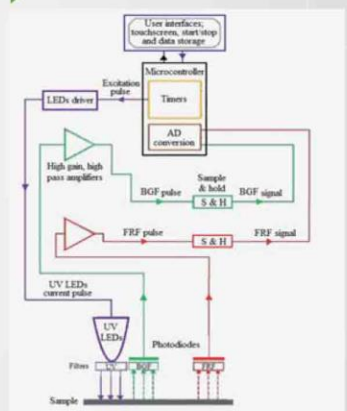 User interfaces;
touchscreen, start/stop
and data storage
Microcontroller
Excitation
pulse
LEDs driver
Timers
AD
conversion
High gain, high
pass amplifiers
Sample
& hold
BGF pulse
S & H
BGF signal
FRF pulse
S & H
FRF signal
UV LEDs
current pulse
UV
LEDs
Photodiodes
Filters
UV
BGF
FRF
Sample